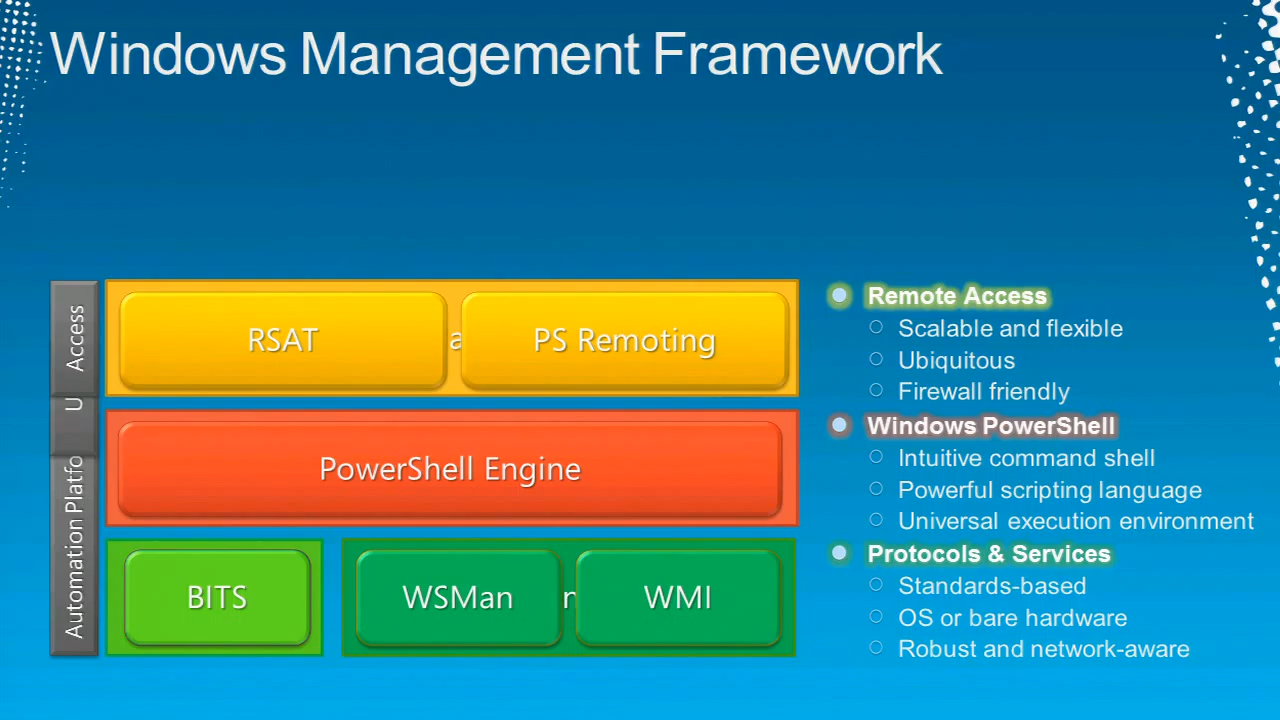 Windows Management Framework
Access
U
Automation Platfo
RSAT
a
PS Remoting
PowerShell Engine
BITS
WSMan
n
WMI
Remote Access
Scalable and flexible
Ubiquitous
Firewall friendly
Windows PowerShell
Intuitive command shell
Powerful scripting language
Universal execution environment
Protocols & Services
Standards-based
OS or bare hardware
Robust and network-aware